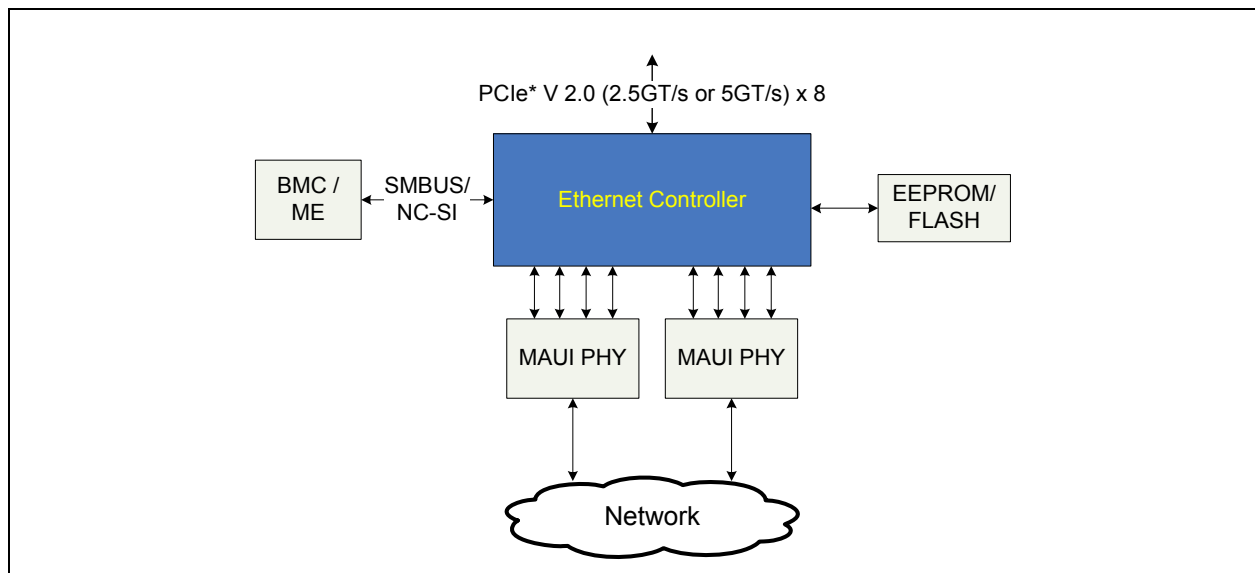 PCIe* V 2.0 (2.5GT/s or 5GT/s) x 8
BMC /
ME
SMBUS/
NC-SI
Ethernet Controller
EEPROM/
FLASH
MAUI PHY
MAUI PHY
Network